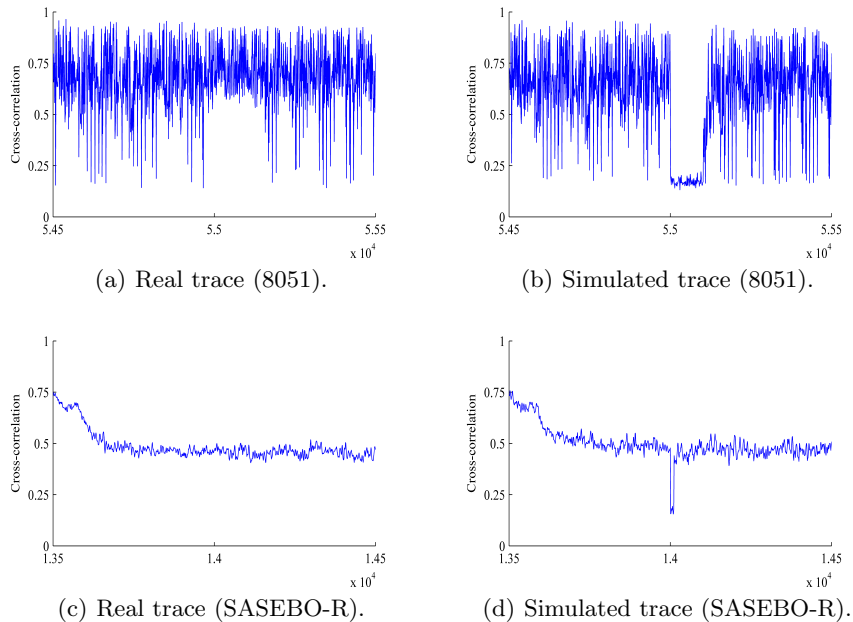 1
0.75
0.5
0.25
0
Cross-correlation
5.45
5.5
5.55
x 10^4
(a) Real trace (8051).
1
0.75
0.5
0.25
0
Cross-correlation
5.45
5.5
5.55
x 10^4
(b) Simulated trace (8051).
1
0.75
0.5
0.25
0
Cross-correlation
1.35
1.4
1.45
x 10^4
(c) Real trace (SASEBO-R).
1
0.75
0.5
0.25
0
Cross-correlation
1.35
1.4
1.45
x 10^4
(d) Simulated trace (SASEBO-R).